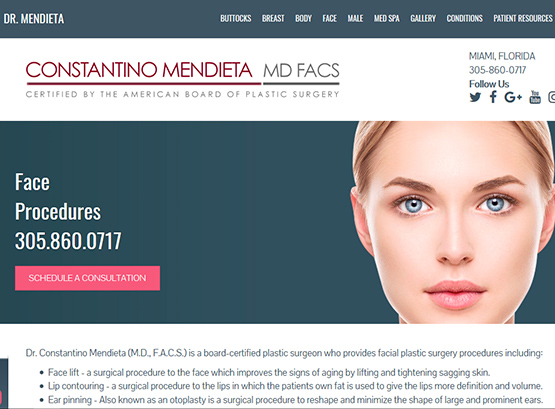 DR. MENDIETA BUTTOCKS BREAST BODY FACE MALE MED SPA GALLERY CONDITIONS PATIENT RESOURCES
CONSTANTINO MENDIETA MD FACS
CERTIFIED BY THE AMERICAN BOARD OF PLASTIC SURGERY
MIAMI, FLORIDA
305-860-0717
Follow Us
Face
Procedures
305.860.0717
SCHEDULE A CONSULTATION
Dr. Constantino Mendieta (M.D., F.A.C.S.) is a board-certified plastic surgeon who provides facial plastic surgery procedures including:
• Face lift - a surgical procedure to the face which improves the signs of aging by lifting and tightening sagging skin.
• Lip contouring - a surgical procedure to the lips in which the patients own fat is used to give the lips more definition and volume.
• Ear pinning - Also known as an otoplasty is a surgical procedure to reshape and minimize the shape of large and prominent ears.